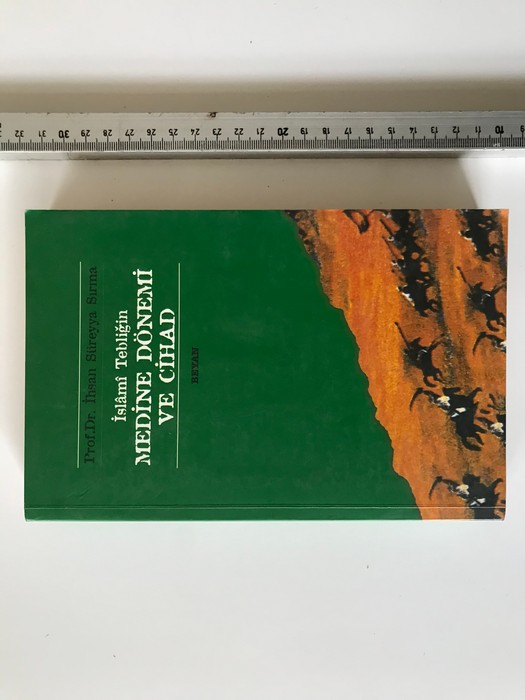 Prof.Dr. İhsan Süreyya Sırma
İslâmî Tebliğin
MEDİNE DÖNEMİ
VE CİHAD
BEYAN
32 31 30 29 28 27 26 25 24 23 22 21 20 19 18 17 16 15 14 13 12 11 10 9